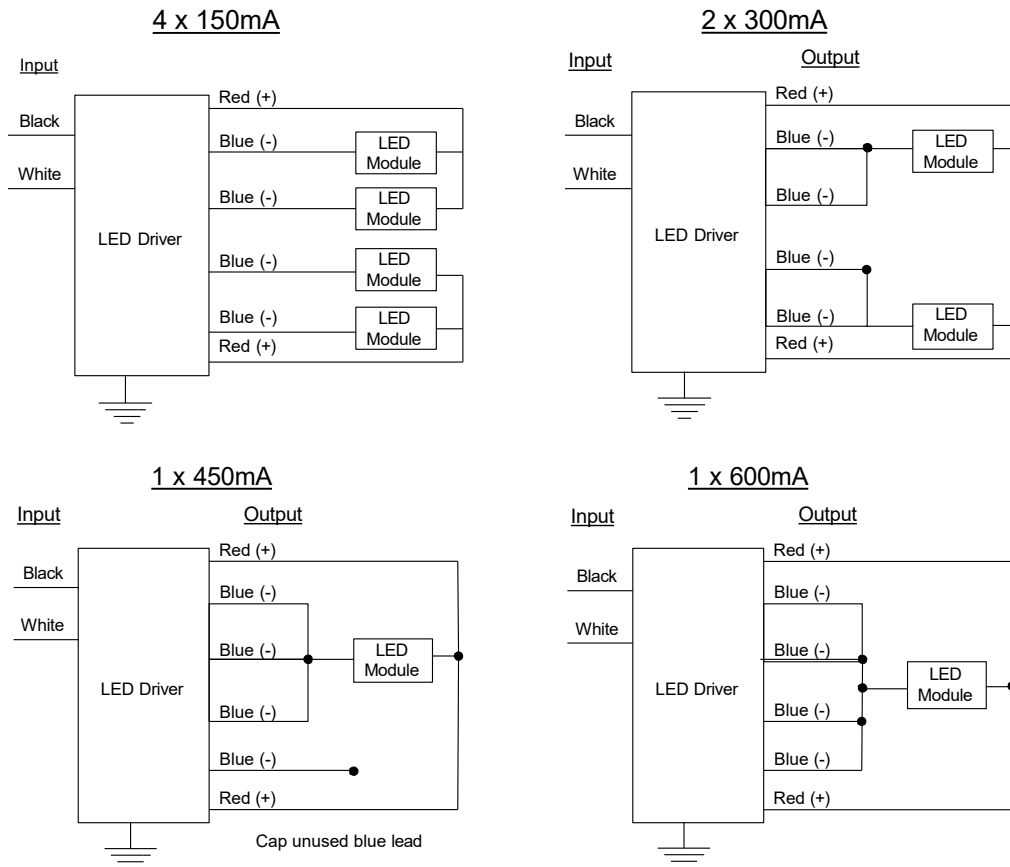 4 x 150mA
Input
Black
White
LED Driver
Red (+)
Blue (-)
Blue (-)
Blue (-)
Blue (-)
Red (+)
LED
Module
LED
Module
LED
Module
LED
Module
2 x 300mA
Input
Output
Black
White
LED Driver
Red (+)
Blue (-)
Blue (-)
Blue (-)
Blue (-)
Red (+)
LED
Module
LED
Module
1 x 450mA
Input
Output
Black
White
LED Driver
Red (+)
Blue (-)
Blue (-)
Blue (-)
Blue (-)
Red (+)
LED
Module
Cap unused blue lead
1 x 600mA
Input
Output
Black
White
LED Driver
Red (+)
Blue (-)
Blue (-)
Blue (-)
Blue (-)
Red (+)
LED
Module